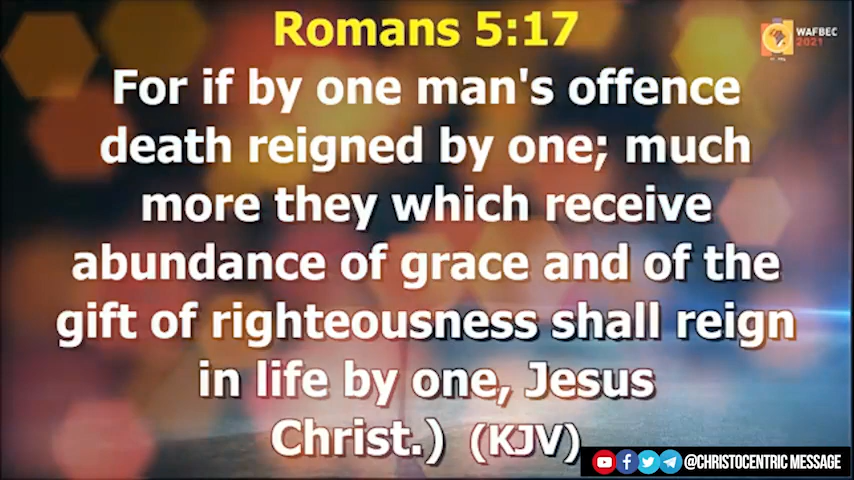 Romans 5:17
WAFBEC
2021
For if by one man's offence
death reigned by one; much
more they which receive
abundance of grace and of the
gift of righteousness shall reign
in life by one, Jesus
Christ.) (KJV)
@CHRISTOCENTRIC MESSAGE